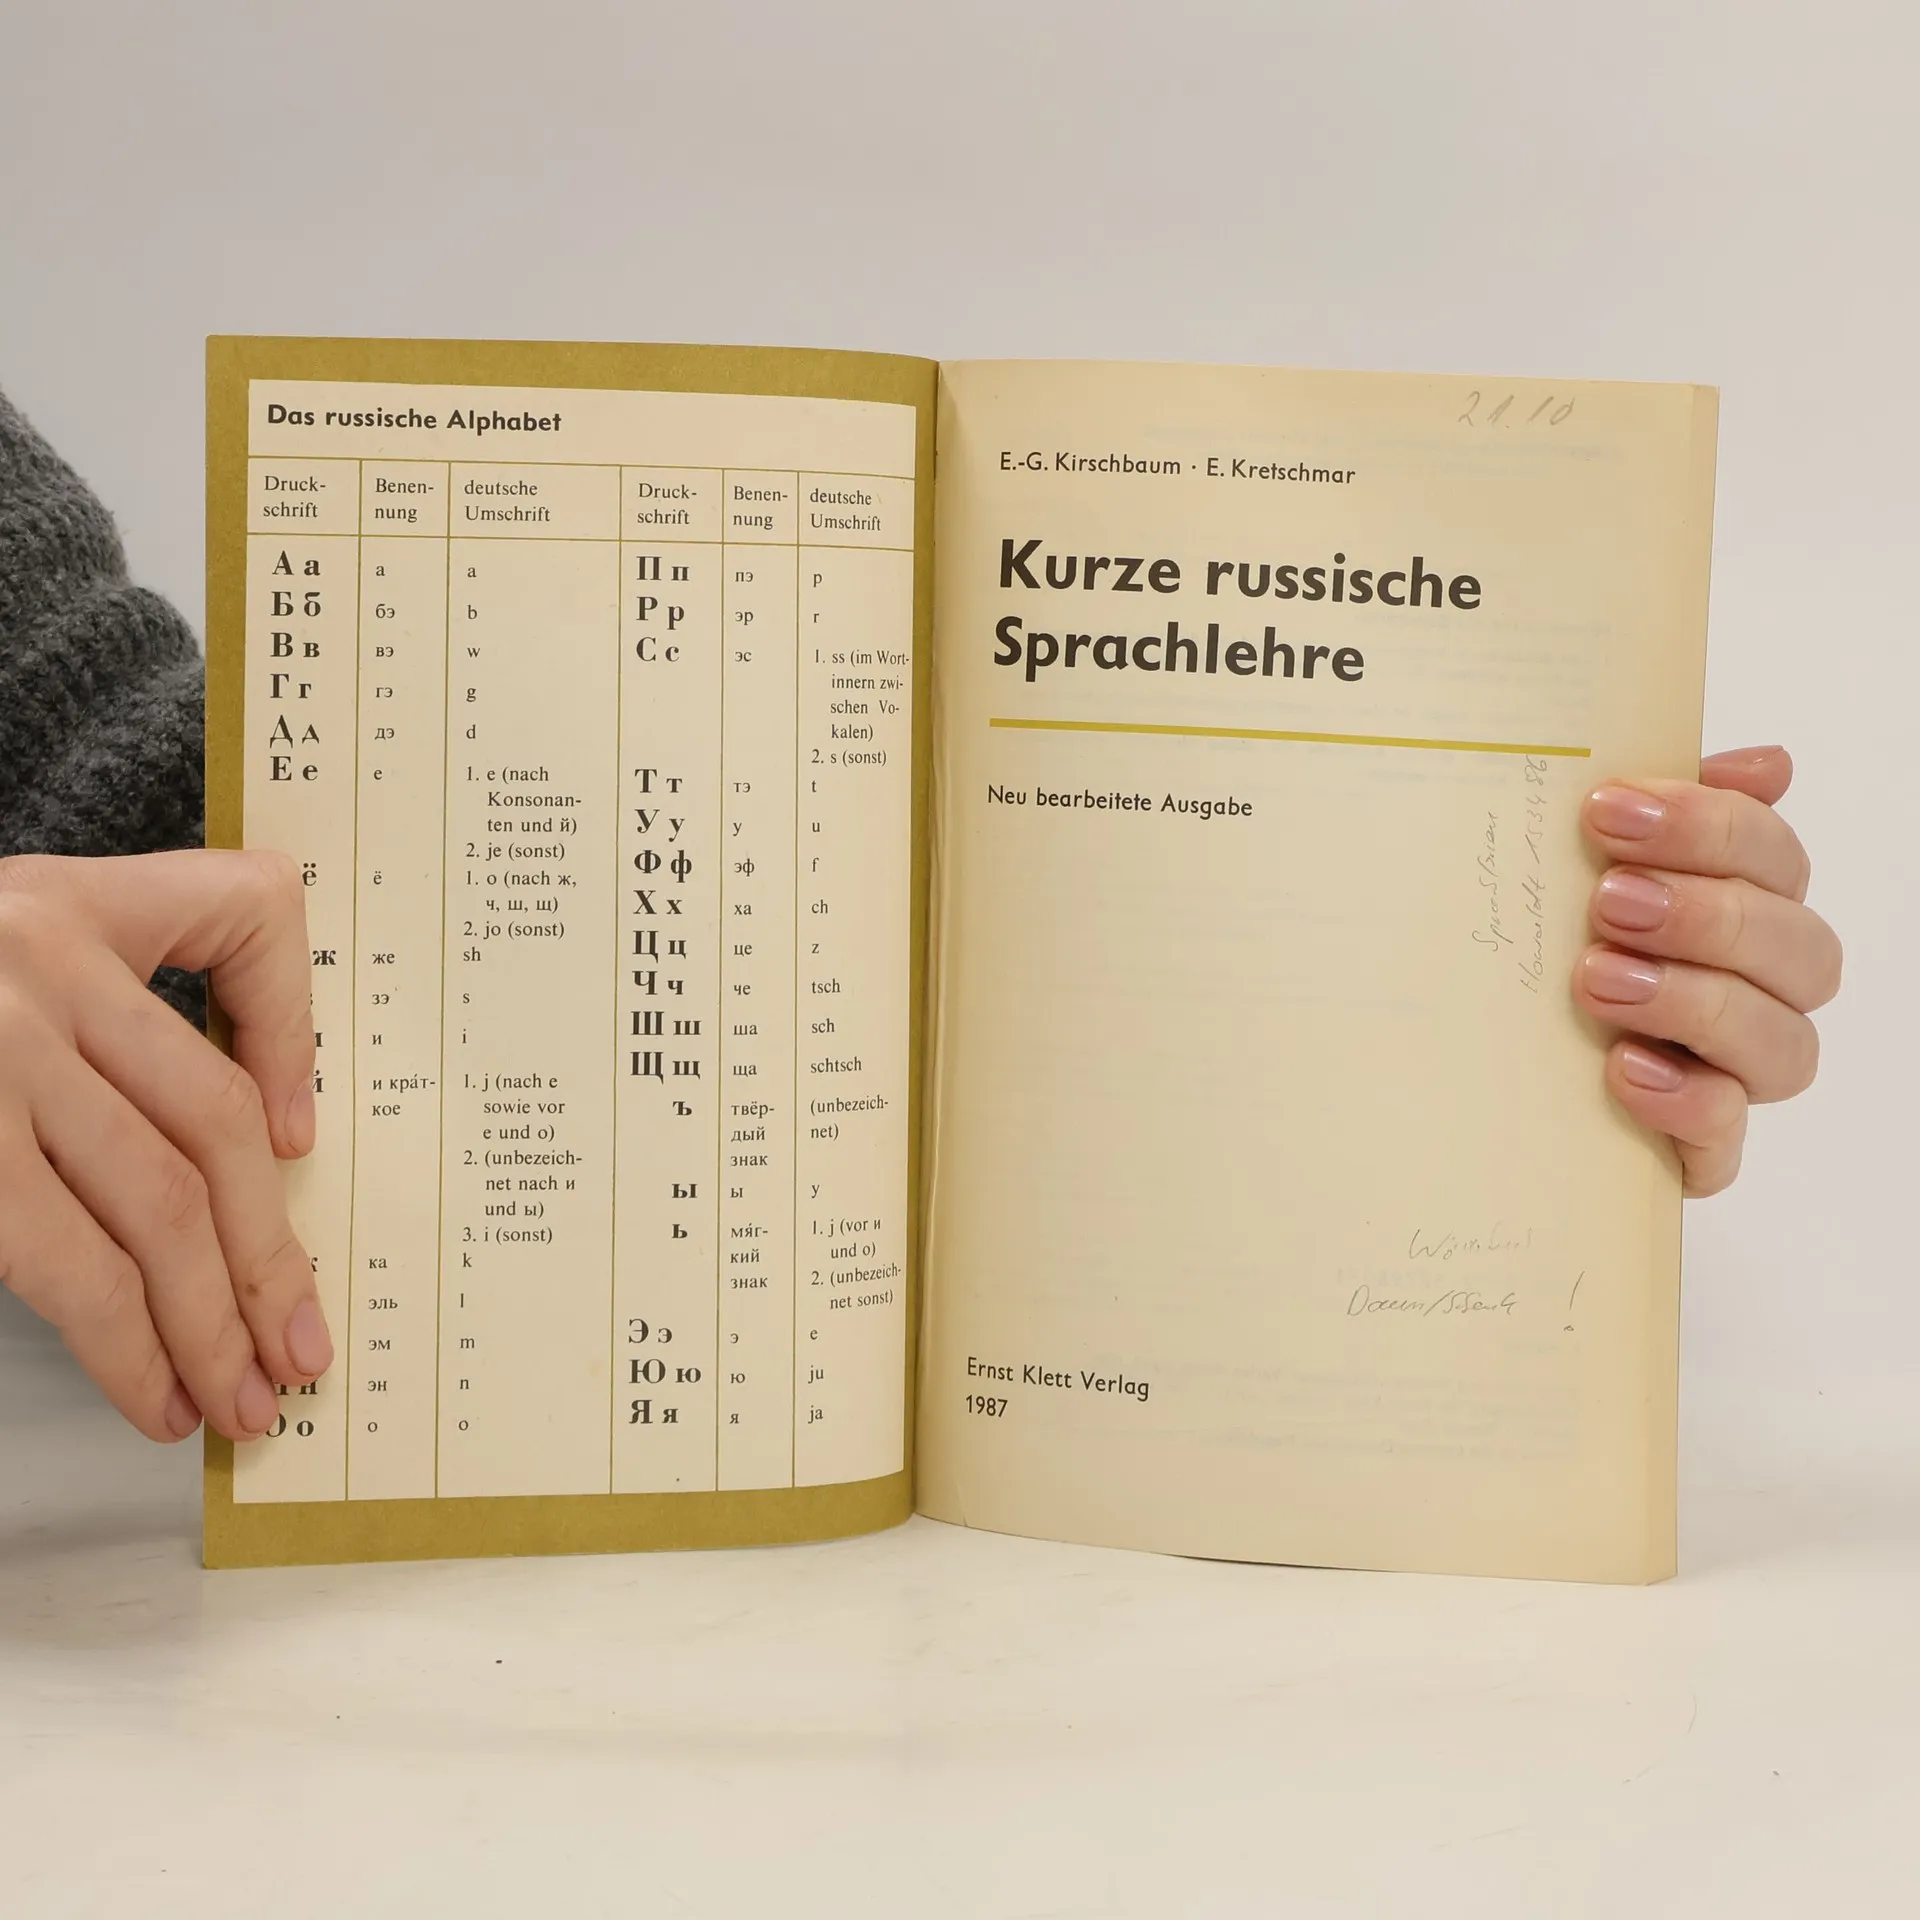 Das russische Alphabet
Druck-
schrift
Benen-
nung
deutsche
Umschrift
Druck-
schrift
Benen-
nung
deutsche
Umschrift
А а а a
Б б бэ b
В в вэ w
Г г гэ g
Д д дэ d
Е е е 1. e (nach
Konsonan-
ten und й)
2. je (sonst)
ё ё 1. o (nach ж,
ч, ш, щ)
2. jo (sonst)
ж же sh
зэ s
и i
й и крáт- 1. j (nach e
кое sowie vor
e und o)
2. (unbezeich-
net nach и
und ы)
3. i (sonst)
к ка k
эль l
эм m
н эн n
О о о o
П п пэ p
Р р эр r
С с эс 1. ss (im Wort-
innern zwi-
schen Vo-
kalen)
2. s (sonst)
Т т тэ t
У у у u
Ф ф эф f
Х х ха ch
Ц ц це z
Ч ч че tsch
Ш ш ша sch
Щ щ ща schtsch
ъ твёр- (unbezeich-
дый net)
знак
ы ы y
ь мя́г- 1. j (vor и
кий und o)
знак 2. (unbezeich-
net sonst)
Э э э e
Ю ю ю ju
Я я я ja
21.10
E.-G. Kirschbaum · E. Kretschmar
Kurze russische
Sprachlehre
Neu bearbeitete Ausgabe
Ernst Klett Verlag
1987